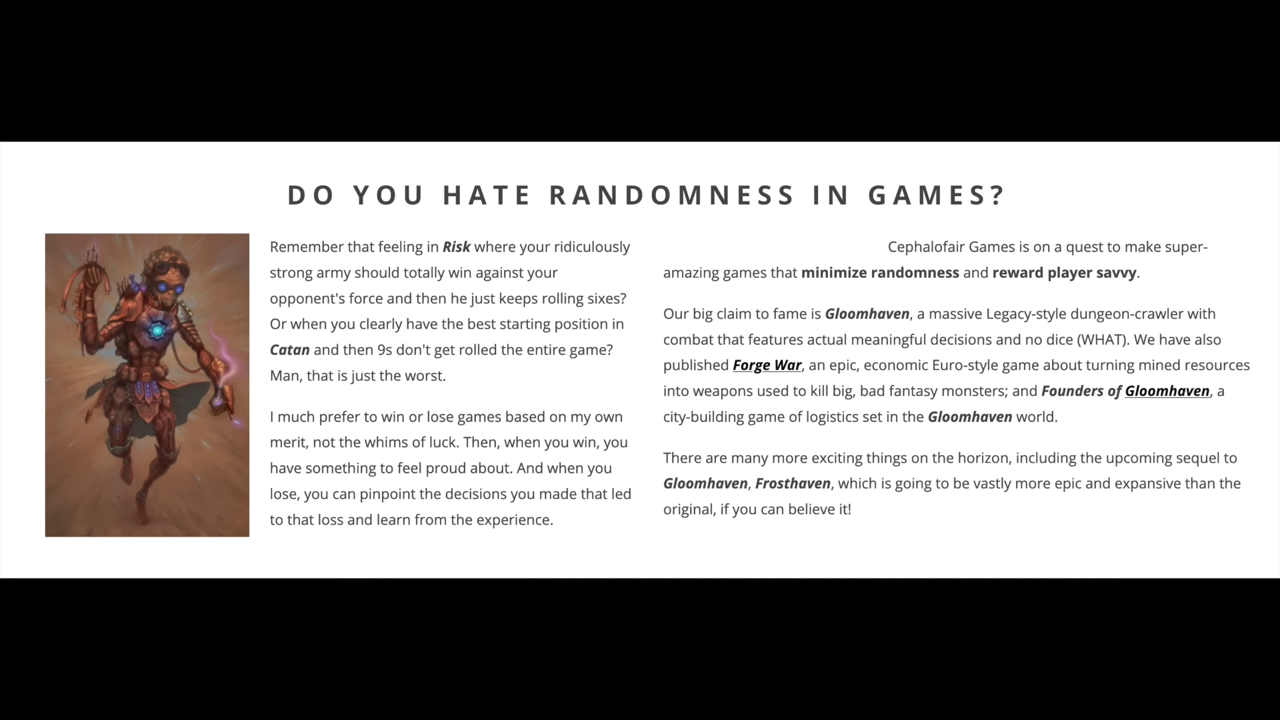 DO YOU HATE RANDOMNESS IN GAMES?
Remember that feeling in Risk where your ridiculously
strong army should totally win against your
opponent's force and then he just keeps rolling sixes?
Or when you clearly have the best starting position in
Catan and then 9s don't get rolled the entire game?
Man, that is just the worst.
I much prefer to win or lose games based on my own
merit, not the whims of luck. Then, when you win, you
have something to feel proud about. And when you
lose, you can pinpoint the decisions you made that led
to that loss and learn from the experience.
Cephalofair Games is on a quest to make super-
amazing games that minimize randomness and reward player savvy.
Our big claim to fame is Gloomhaven, a massive Legacy-style dungeon-crawler with
combat that features actual meaningful decisions and no dice (WHAT). We have also
published Forge War, an epic, economic Euro-style game about turning mined resources
into weapons used to kill big, bad fantasy monsters; and Founders of Gloomhaven, a
city-building game of logistics set in the Gloomhaven world.
There are many more exciting things on the horizon, including the upcoming sequel to
Gloomhaven, Frosthaven, which is going to be vastly more epic and expansive than the
original, if you can believe it!